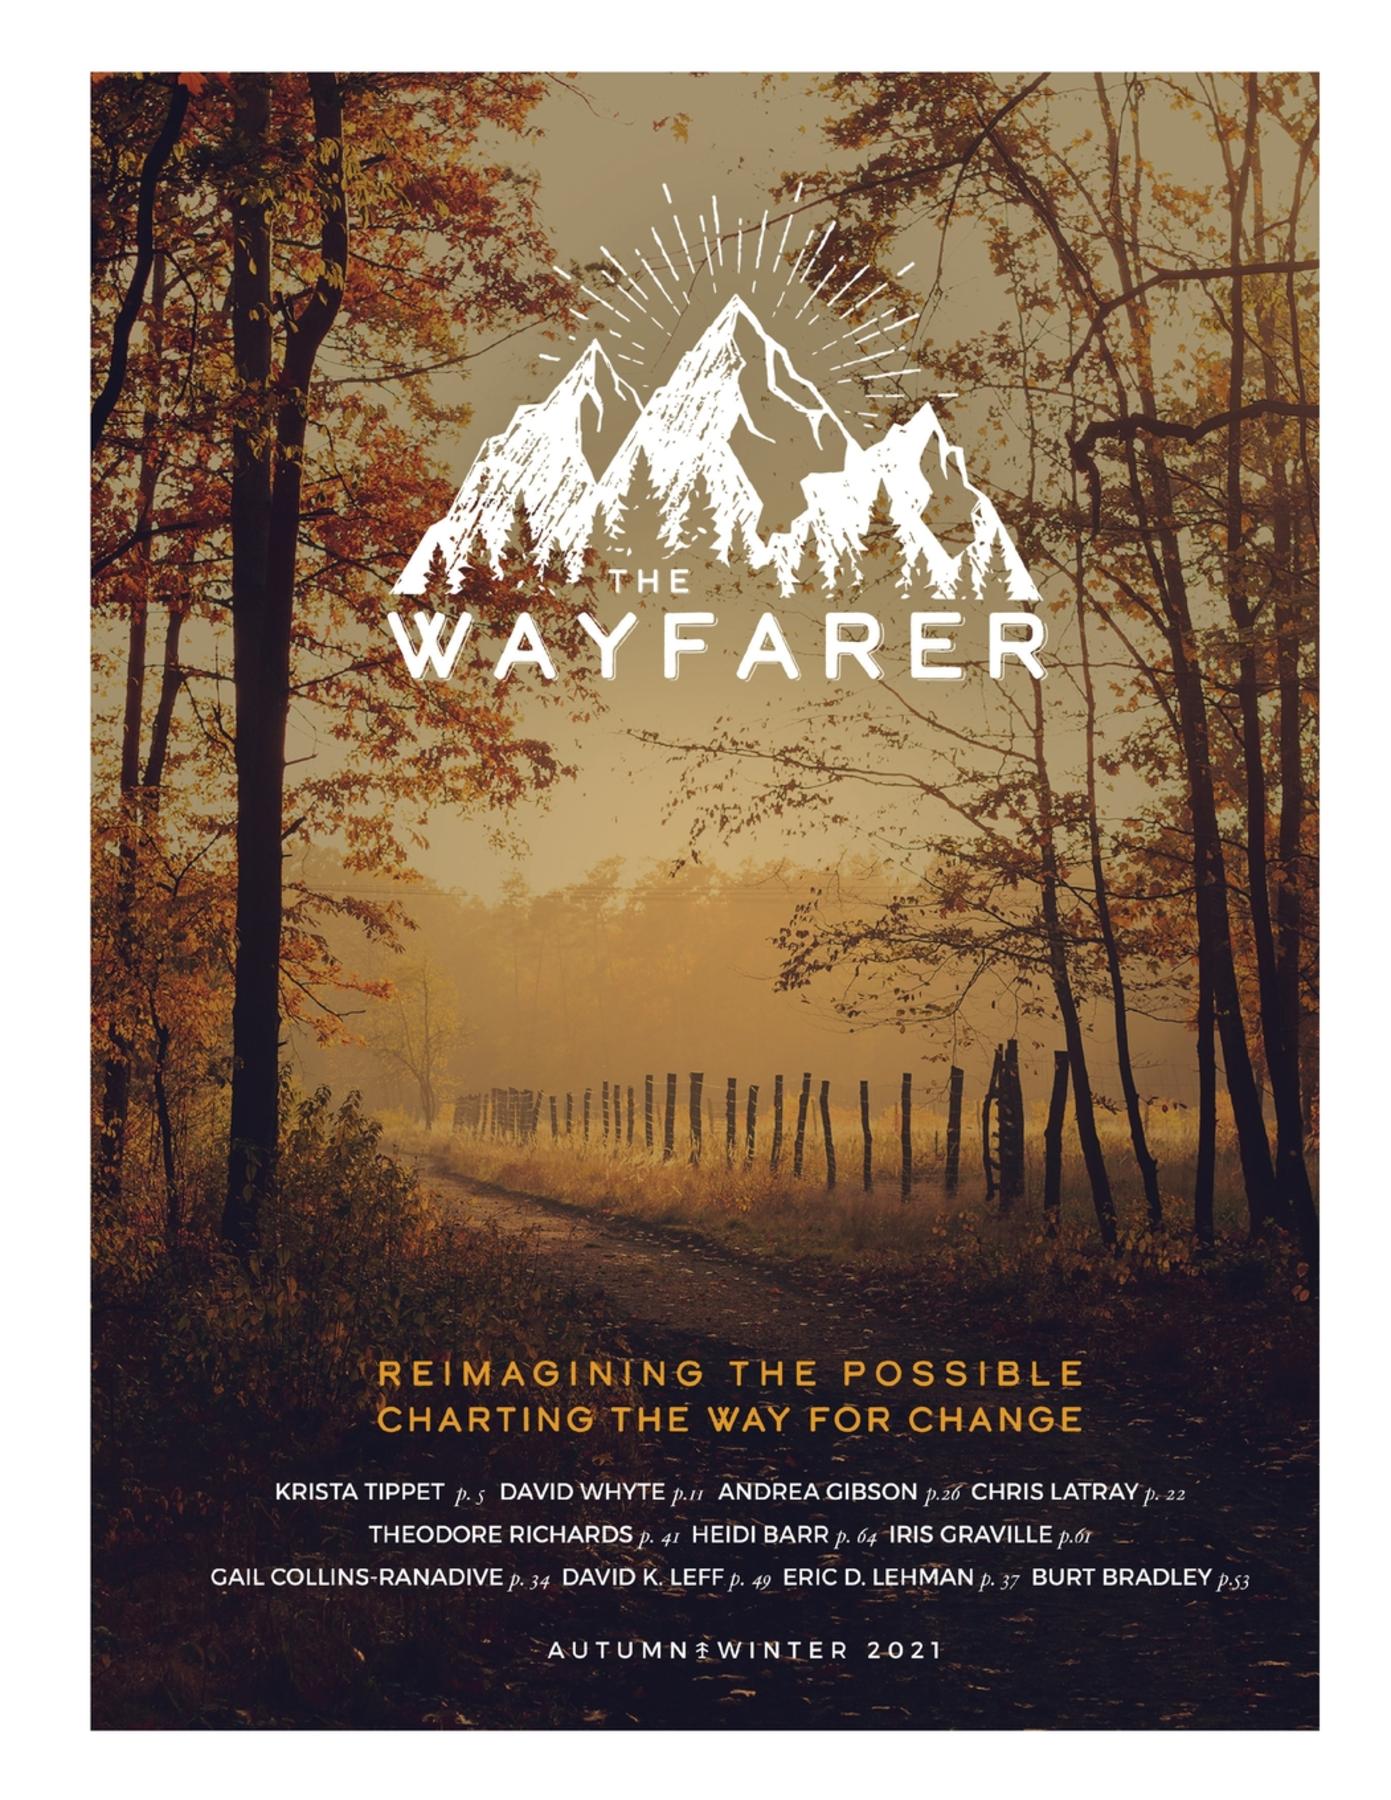 THE
WAYFARER
REIMAGINING THE POSSIBLE
CHARTING THE WAY FOR CHANGE
KRISTA TIPPET p. 5 DAVID WHYTE p.11 ANDREA GIBSON p.26 CHRIS LATRAY p. 22
THEODORE RICHARDS p. 41 HEIDI BARR p. 64 IRIS GRAVILLE p.61
GAIL COLLINS-RANADIVE p. 34 DAVID K. LEFF p. 49 ERIC D. LEHMAN p. 37 BURT BRADLEY p.53
AUTUMN WINTER 2021